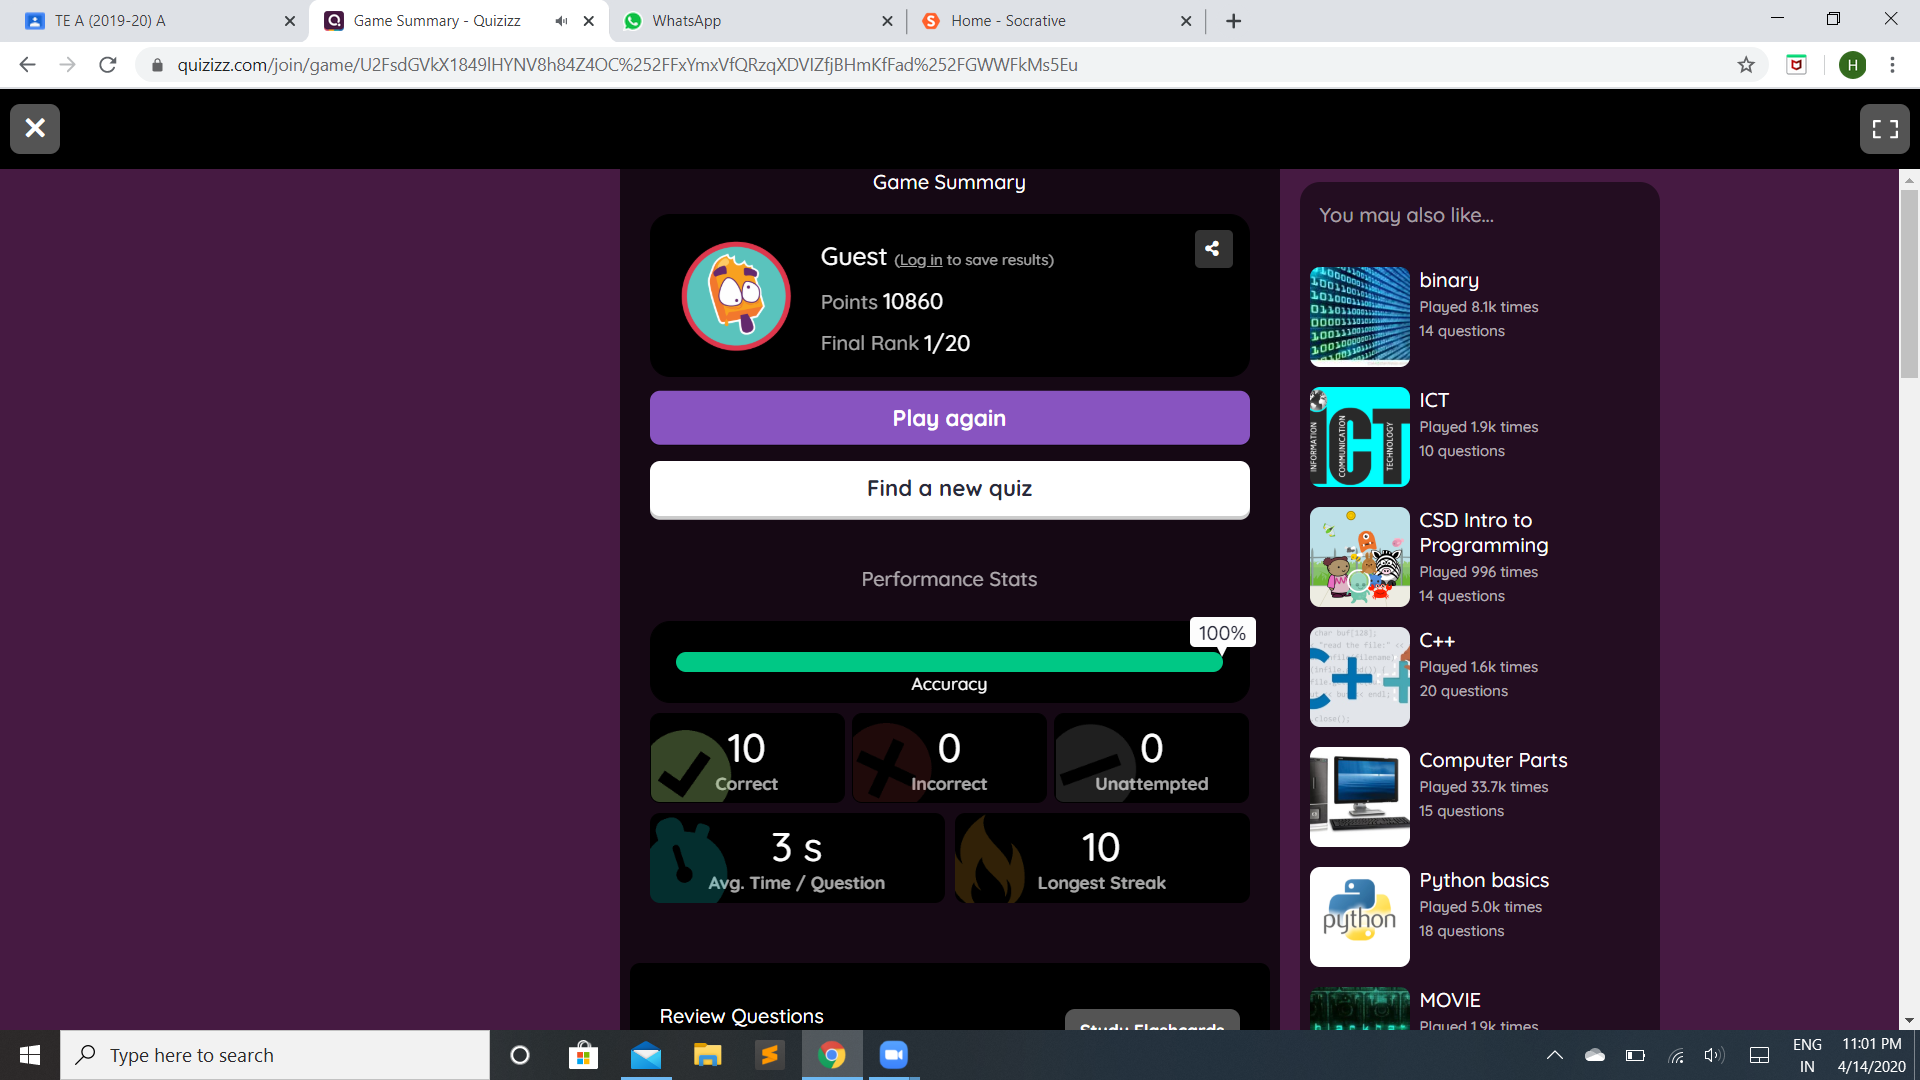 TE A (2019-20) A
Game Summary - Quizizz
WhatsApp
Home - Socrative
quizizz.com/join/game/U2FsdGVkX1849lHYNV8h84Z4OC%252FFxYmxVfQRzqXDVIZfjBHmKfFad%252FGWWFkMs5Eu
H
Game Summary
Guest (Log in to save results)
Points 10860
Final Rank 1/20
Play again
Find a new quiz
Performance Stats
100%
Accuracy
10
Correct
0
Incorrect
0
Unattempted
3 s
Avg. Time / Question
10
Longest Streak
Review Questions
Study Flashcards
You may also like...
binary
Played 8.1k times
14 questions
INFORMATION
COMMUNICATION
TECHNOLOGY
ICT
ICT
Played 1.9k times
10 questions
CSD Intro to
Programming
Played 996 times
14 questions
C++
C++
Played 1.6k times
20 questions
Computer Parts
Played 33.7k times
15 questions
python
Python basics
Played 5.0k times
18 questions
MOVIE
Played 1.9k times
Type here to search
ENG
IN
11:01 PM
4/14/2020